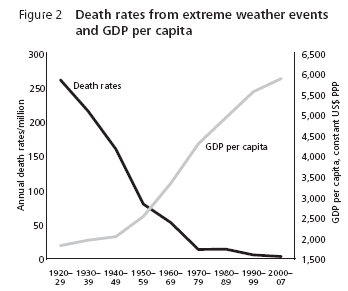 Figure 2 Death rates from extreme weather events
and GDP per capita
300
250
200
150
100
50
0
Annual death rates/million
Death rates
GDP per capita
6,500
6,000
5,500
5,000
4,500
4,000
3,500
3,000
2,500
2,000
1,500
GDP per capita, constant US$ PPP
1920– 1930– 1940– 1950– 1960– 1970– 1980– 1990– 2000–
29 39 49 59 69 79 89 99 07